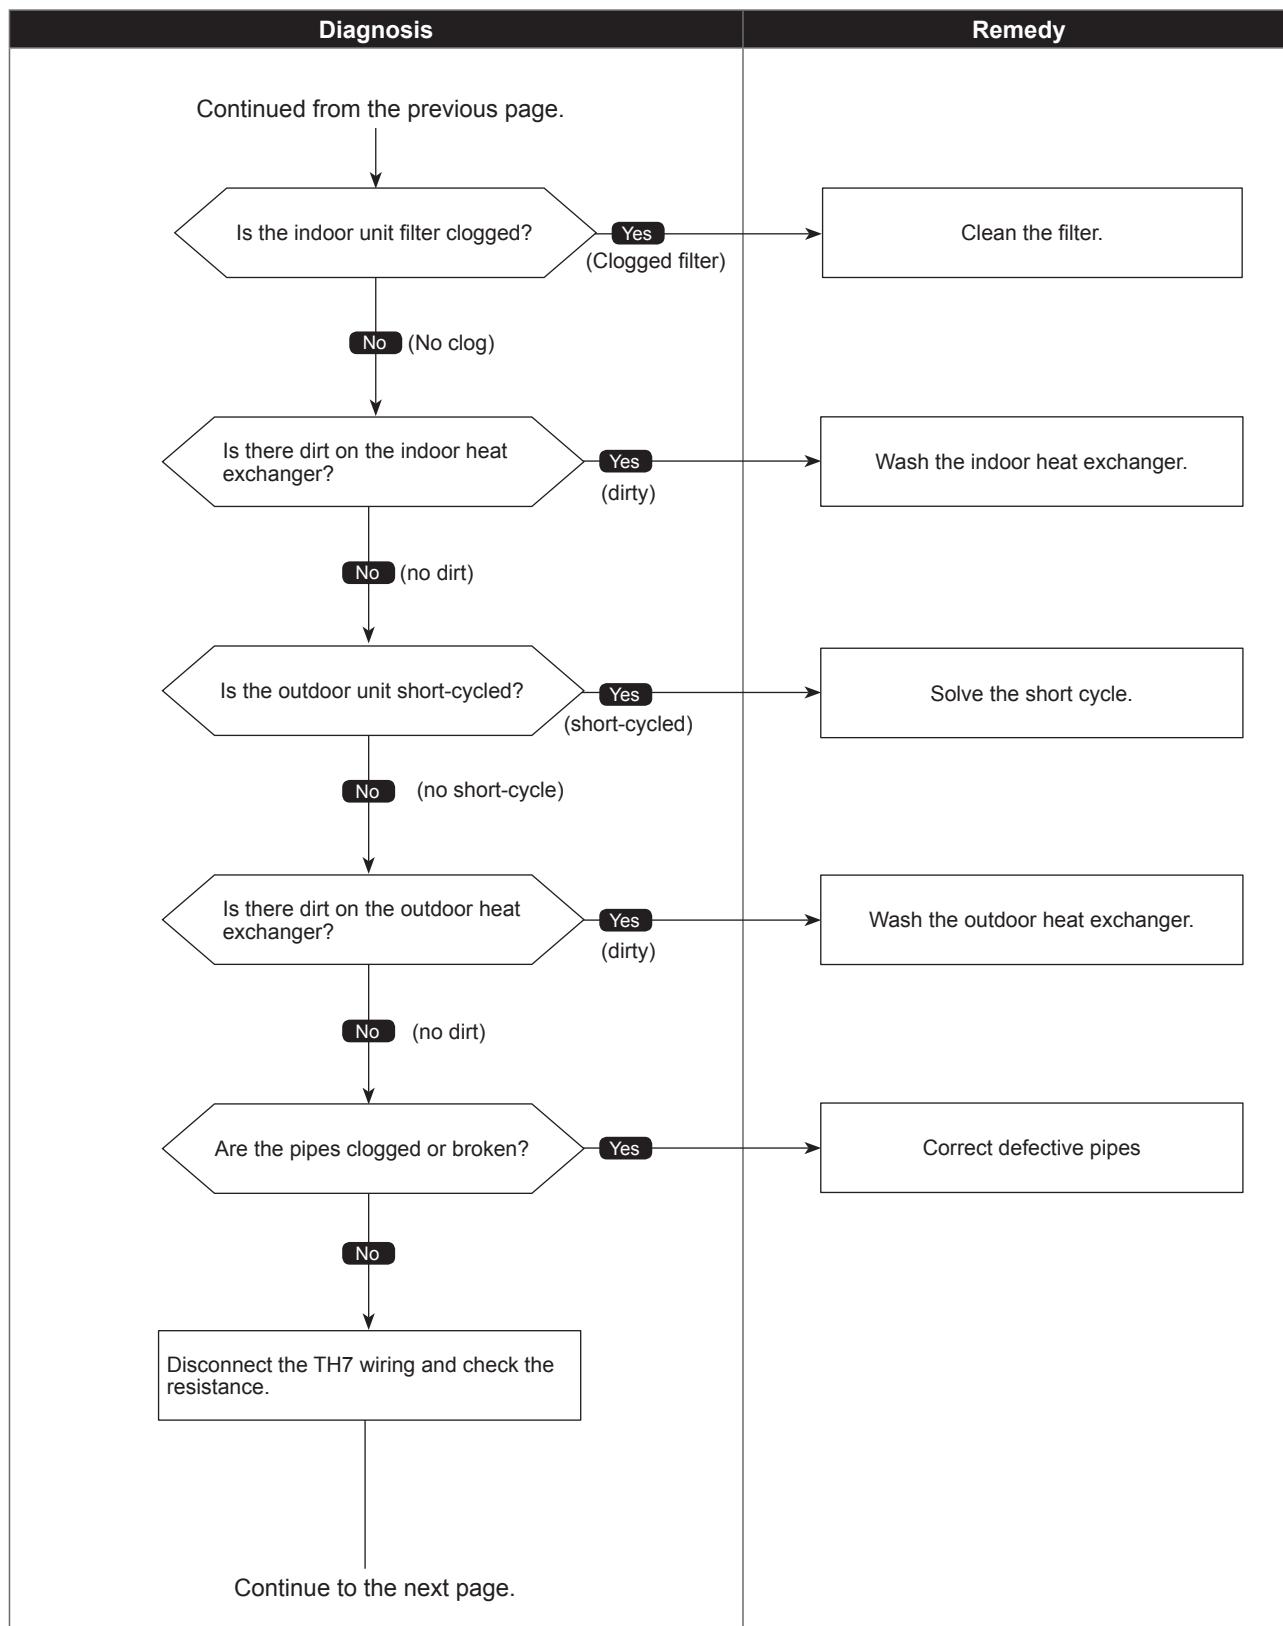 Diagnosis
Remedy
Continued from the previous page.
Is the indoor unit filter clogged?
Yes
(Clogged filter)
Clean the filter.
No (No clog)
Is there dirt on the indoor heat
exchanger?
Yes
(dirty)
Wash the indoor heat exchanger.
No (no dirt)
Is the outdoor unit short-cycled?
Yes
(short-cycled)
Solve the short cycle.
No (no short-cycle)
Is there dirt on the outdoor heat
exchanger?
Yes
(dirty)
Wash the outdoor heat exchanger.
No (no dirt)
Are the pipes clogged or broken?
Yes
Correct defective pipes
No
Disconnect the TH7 wiring and check the
resistance.
Continue to the next page.